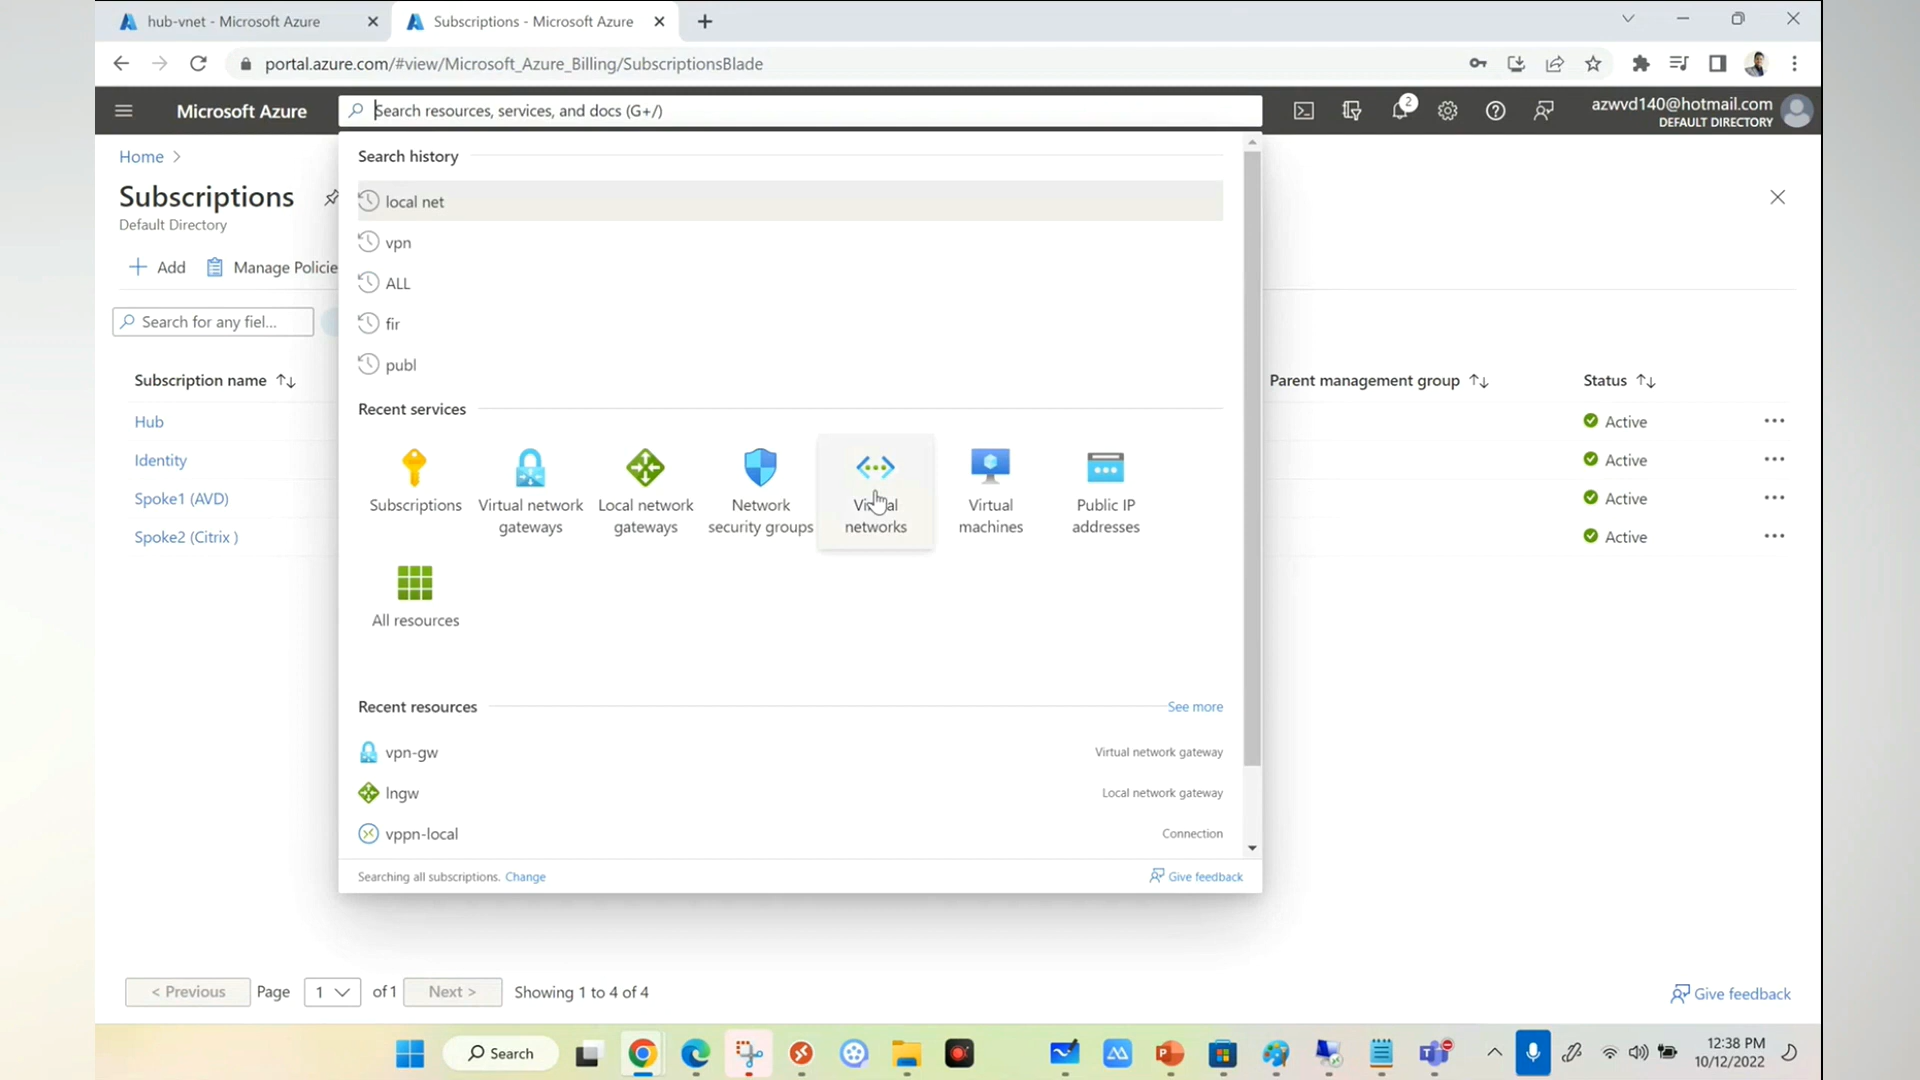 hub-vnet - Microsoft Azure
Subscriptions - Microsoft Azure
portal.azure.com/#view/Microsoft_Azure_Billing/SubscriptionsBlade
Microsoft Azure
Search resources, services, and docs (G+/)
2
azwvd140@hotmail.com
DEFAULT DIRECTORY
Home
Subscriptions
Default Directory
Add
Manage Policie
Search for any fiel...
Subscription name
Parent management group
Status
Hub
Active
Identity
Active
Spoke1 (AVD)
Active
Spoke2 (Citrix )
Active
Search history
local net
vpn
ALL
fir
publ
Recent services
Subscriptions
Virtual network
gateways
Local network
gateways
Network
security groups
Virtual
networks
Virtual
machines
Public IP
addresses
All resources
Recent resources
See more
vpn-gw
Virtual network gateway
lngw
Local network gateway
vppn-local
Connection
Searching all subscriptions. Change
Give feedback
< Previous
Page
1
of 1
Next >
Showing 1 to 4 of 4
Give feedback
Search
12:38 PM
10/12/2022